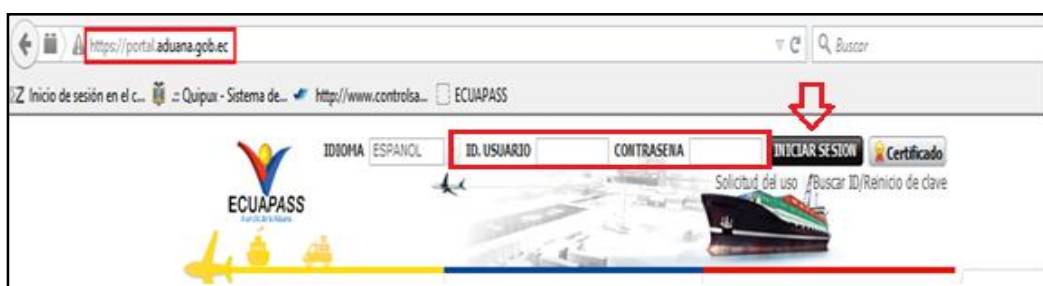 https://portal.aduana.gob.ec
Buscar
Inicio de sesión en el c... .:: Quipux - Sistema de... http://www.controlsa... ECUAPASS
IDIOMA ESPANOL ID. USUARIO CONTRASENA INICIAR SESION Certificado
Solicitud del uso /Buscar ID/Reinicio de clave
ECUAPASS